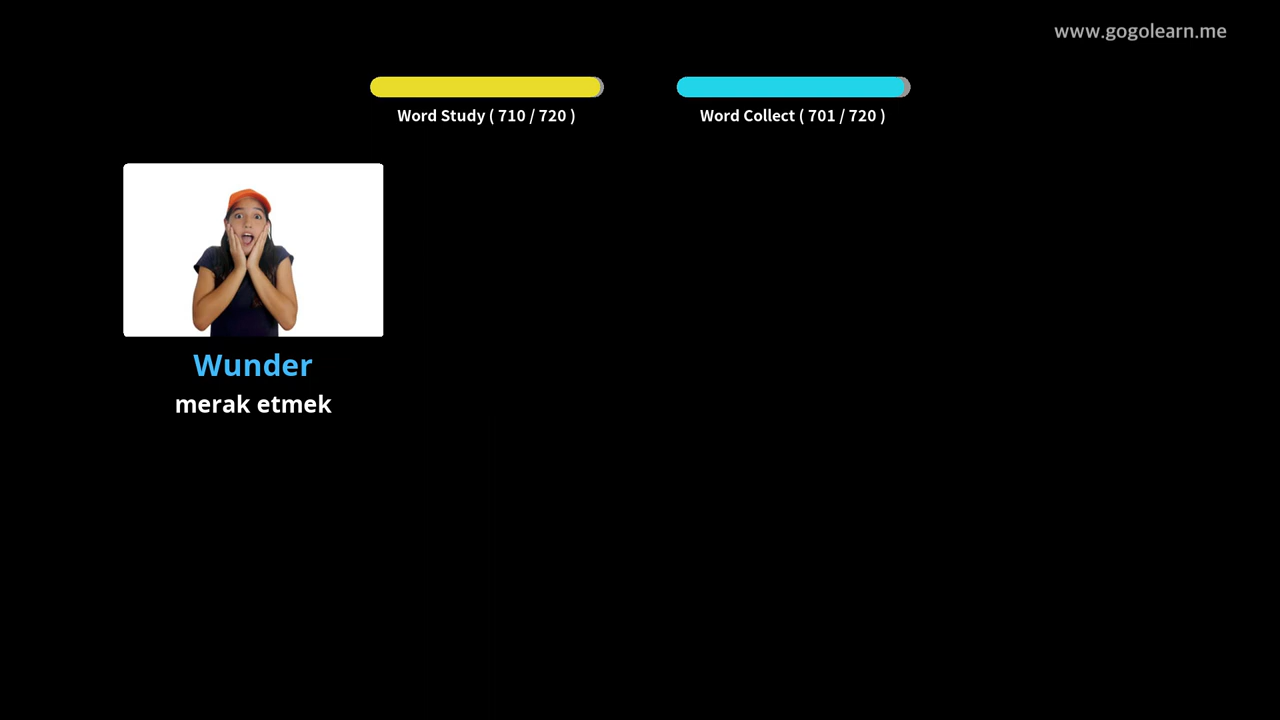 www.gogolearn.me
Word Study ( 710 / 720 )
Word Collect ( 701 / 720 )
Wunder
merak etmek